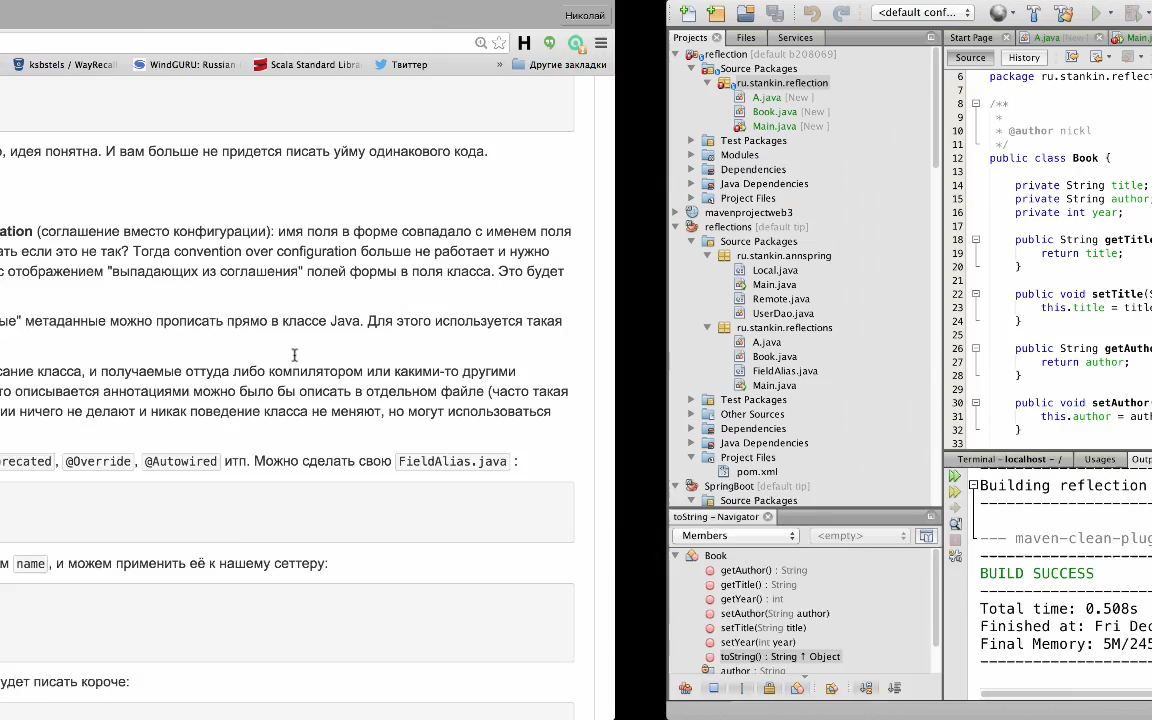 Николай
ksbstels / WayRecall
WINDGURU: Russian
Scala Standard Libra
Твиттер
»
Другие закладки
, идея понятна. И вам больше не придется писать уйму одинакового кода.
ation (соглашение вместо конфигурации): имя поля в форме совпадало с именем поля
ать если это не так? Тогда convention over configuration больше не работает и нужно
с отображением "выпадающих из соглашения" полей формы в поля класса. Это будет
ые" метаданные можно прописать прямо в классе Java. Для этого используется такая
сание класса, и получаемые оттуда либо компилятором или какими-то другими
то описывается аннотациями можно было бы описать в отдельном файле (часто такая
ии ничего не делают и никак поведение класса не меняют, но могут использоваться
recated, @Override, @Autowired итп. Можно сделать свою FieldAlias.java :
м name, и можем применить её к нашему сеттеру:
удет писать короче:
<default conf...
Projects
Files
Services
reflection [default b208069]
Source Packages
ru.stankin.reflection
A.java [New ]
Book.java [New ]
Main.java [New ]
Test Packages
Modules
Dependencies
Java Dependencies
Project Files
mavenprojectweb3
reflections [default tip]
Source Packages
ru.stankin.annspring
Local.java
Main.java
Remote.java
UserDao.java
ru.stankin.reflections
A.java
Book.java
FieldAlias.java
Main.java
Test Packages
Other Sources
Dependencies
Java Dependencies
Project Files
pom.xml
SpringBoot [default tip]
Source Packages
toString - Navigator
Members
<empty>
Book
getAuthor() : String
getTitle() : String
getYear() : int
setAuthor(String author)
setTitle(String title)
setYear(int year)
toString() : String ↑ Object
author : String
Start Page
A.java [New ]
Main.j
Source
History
6 package ru.stankin.reflect
7
8 /**
9 *
10 * @author nickl
11 */
12 public class Book {
13
14 private String title;
15 private String author;
16 private int year;
17
18 public String getTitle
19 return title;
20 }
21
22 public void setTitle(S
23 this.title = title
24 }
25
26 public String getAutho
27 return author;
28 }
29
30 public void setAuthor(
31 this.author = auth
32 }
33
Terminal - localhost - /
Usages
Outp
Building reflection
--- maven-clean-plug
BUILD SUCCESS
Total time: 0.508s
Finished at: Fri Dec
Final Memory: 5M/245